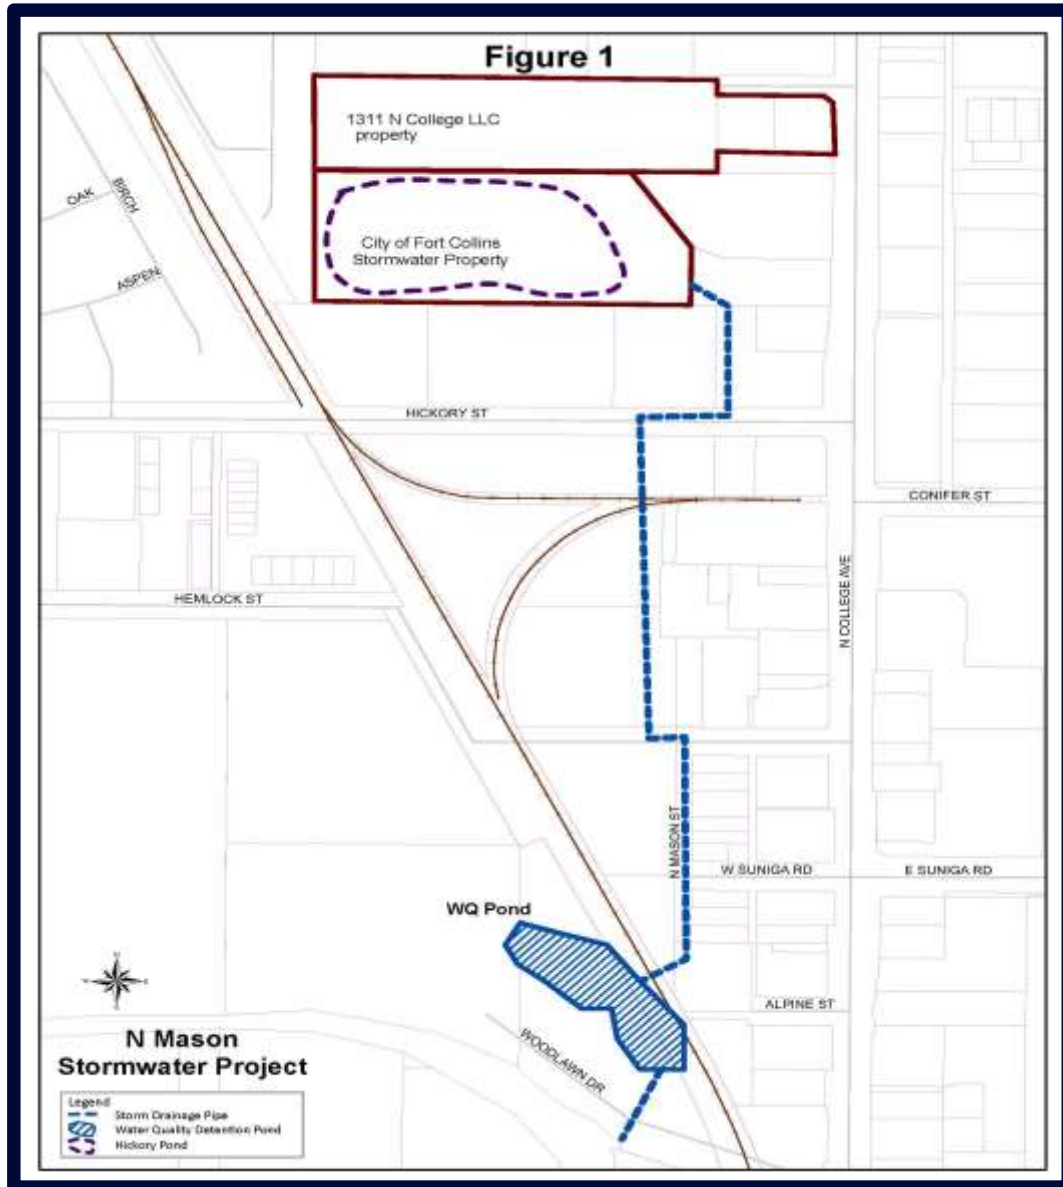 Figure 1
1311 N College LLC
property
City of Fort Collins
Stormwater Property
OAK
BIRCH
ASPEN
HICKORY ST
CONIFER ST
HEMLOCK ST
N COLLEGE AVE
N MASON ST
W SUNIGA RD
E SUNIGA RD
WQ Pond
ALPINE ST
WOODLAWN DR
N Mason
Stormwater Project
Legend
Storm Drainage Pipe
Water Quality Detention Pond
Hickory Pond